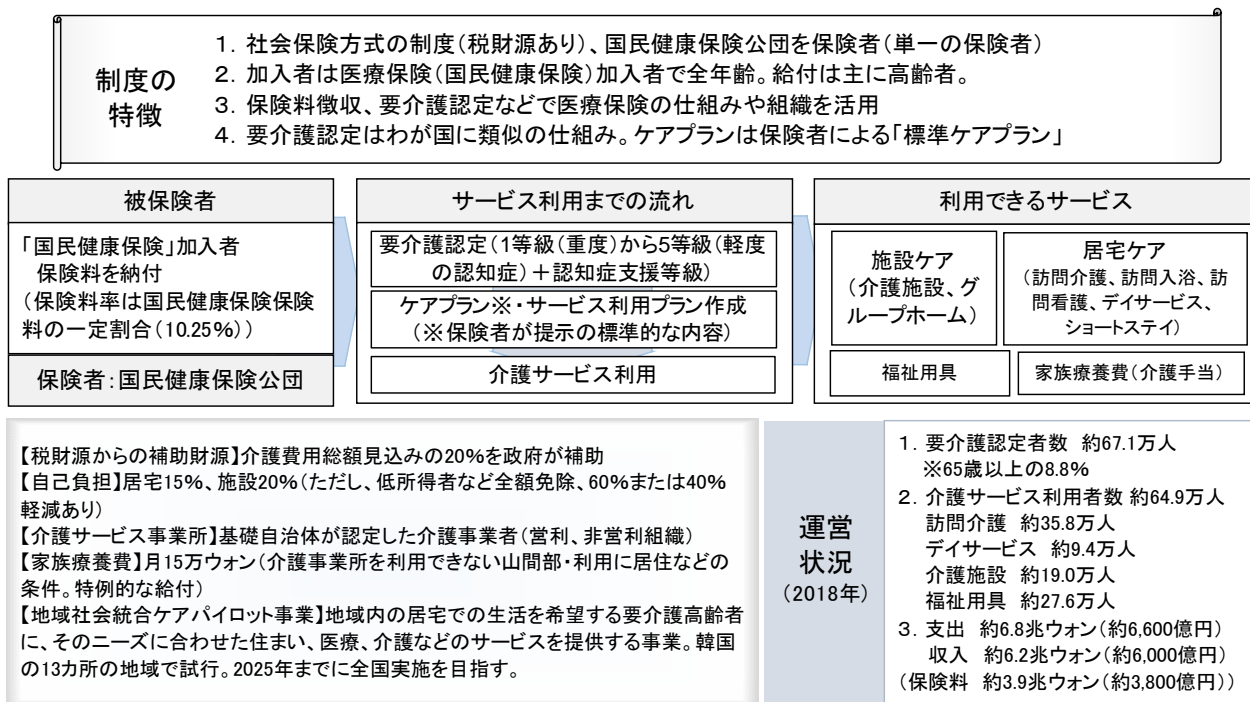 制度の
特徴
1．社会保険方式の制度（税財源あり）、国民健康保険公団を保険者（単一の保険者）
2．加入者は医療保険（国民健康保険）加入者で全年齢。給付は主に高齢者。
3．保険料徴収、要介護認定などで医療保険の仕組みや組織を活用
4．要介護認定はわが国に類似の仕組み。ケアプランは保険者による「標準ケアプラン」
被保険者
「国民健康保険」加入者
保険料を納付
（保険料率は国民健康保険保険
料の一定割合（10.25％））
保険者：国民健康保険公団
サービス利用までの流れ
要介護認定（1等級（重度）から5等級（軽度
の認知症）＋認知症支援等級）
ケアプラン※・サービス利用プラン作成
（※保険者が提示の標準的な内容）
介護サービス利用
利用できるサービス
施設ケア
（介護施設、グ
ループホーム）
居宅ケア
（訪問介護、訪問入浴、訪
問看護、デイサービス、
ショートステイ）
福祉用具
家族療養費（介護手当）
【税財源からの補助財源】介護費用総額見込みの20％を政府が補助
【自己負担】居宅15％、施設20％（ただし、低所得者など全額免除、60％または40％
軽減あり）
【介護サービス事業所】基礎自治体が認定した介護事業者（営利、非営利組織）
【家族療養費】月15万ウォン（介護事業所を利用できない山間部・利用に居住などの
条件。特例的な給付）
【地域社会統合ケアパイロット事業】地域内の居宅での生活を希望する要介護高齢者
に、そのニーズに合わせた住まい、医療、介護などのサービスを提供する事業。韓国
の13カ所の地域で試行。2025年までに全国実施を目指す。
運営
状況
（2018年）
1．要介護認定者数　約67.1万人
※65歳以上の8.8％
2．介護サービス利用者数 約64.9万人
訪問介護　約35.8万人
デイサービス　約9.4万人
介護施設　約19.0万人
福祉用具　約27.6万人
3．支出　約6.8兆ウォン（約6,600億円）
収入　約6.2兆ウォン（約6,000億円）
（保険料　約3.9兆ウォン（約3,800億円））